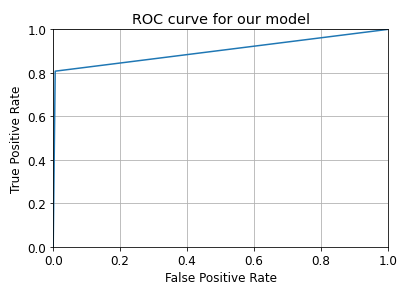 ROC curve for our model
1.0
0.8
0.6
0.4
0.2
0.0
True Positive Rate
0.0 0.2 0.4 0.6 0.8 1.0
False Positive Rate